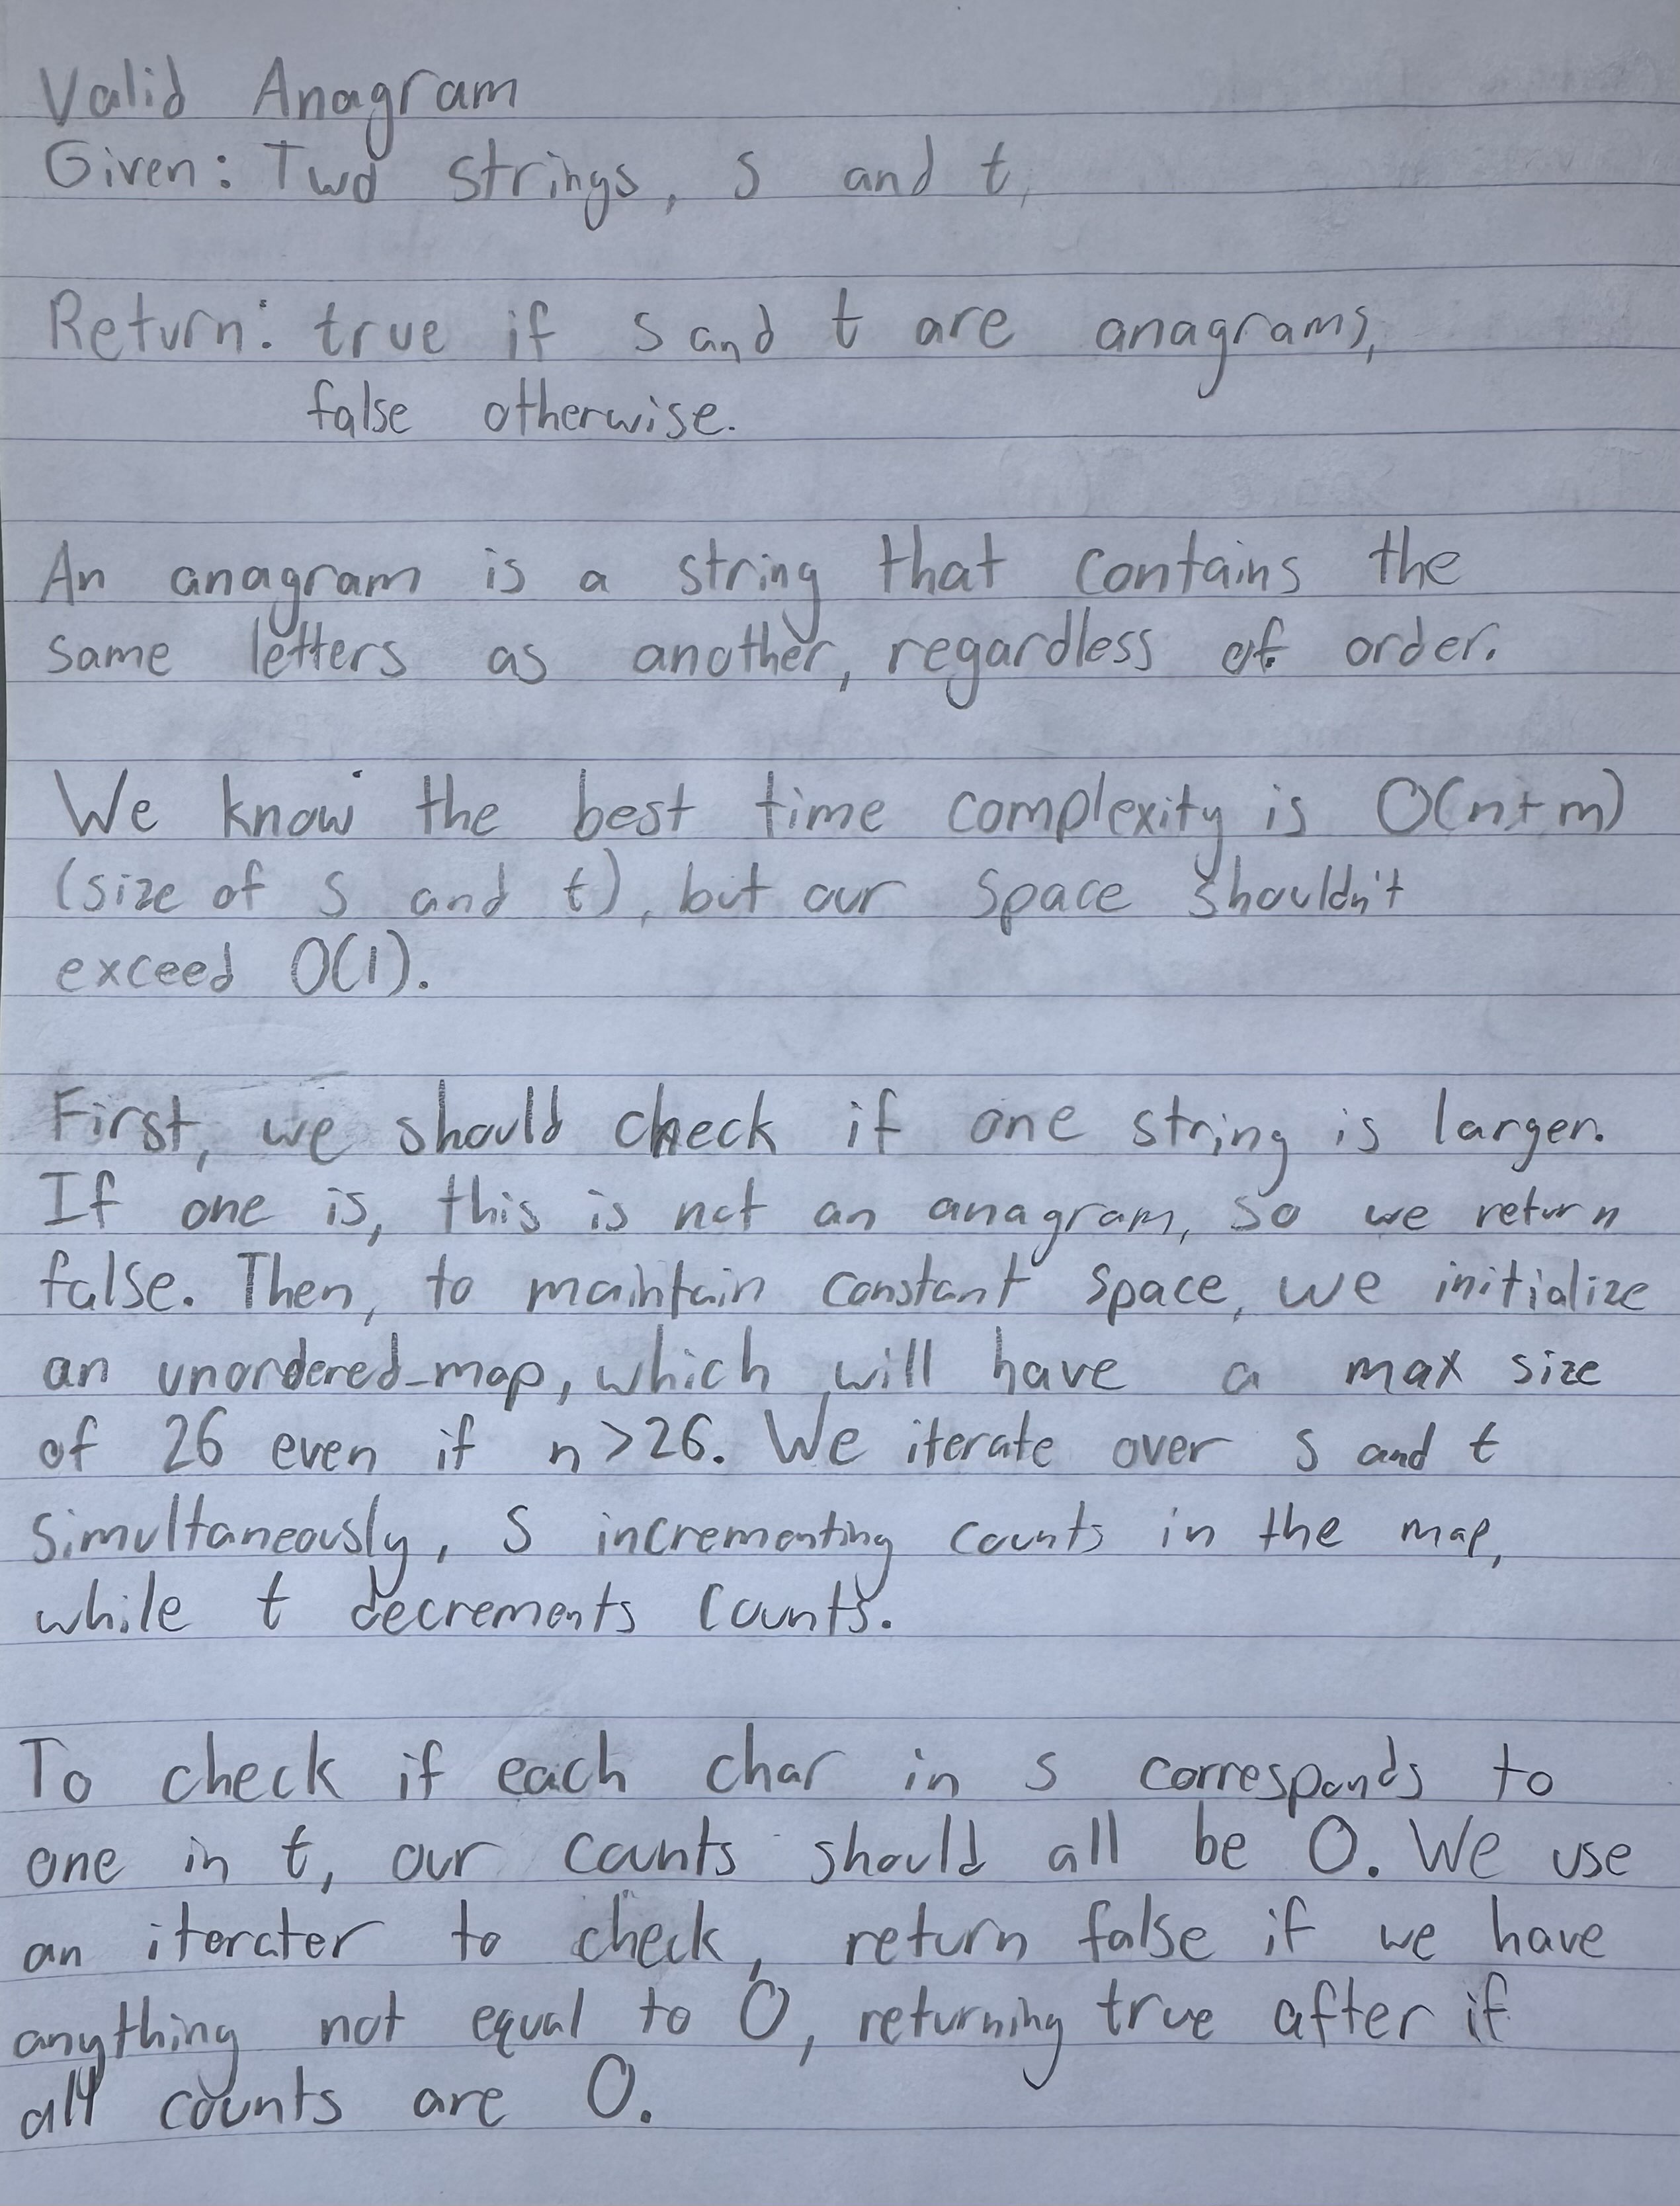 Valid Anagram
Given: Two strings, s and t,
Return: true if s and t are anagrams,
false otherwise.
An anagram is a string that contains the
same letters as another, regardless of order.
We know the best time complexity is O(n+m)
(size of s and t), but our space shouldn't
exceed O(1).
First, we should check if one string is larger.
If one is, this is not an anagram, so we return
false. Then, to maintain constant space, we initialize
an unordered_map, which will have a max size
of 26 even if n>26. We iterate over s and t
simultaneously, s incrementing counts in the map,
while t decrements counts.
To check if each char in s corresponds to
one in t, our counts should all be 0. We use
an iterater to check, return false if we have
anything not equal to 0, returning true after if
all counts are 0.